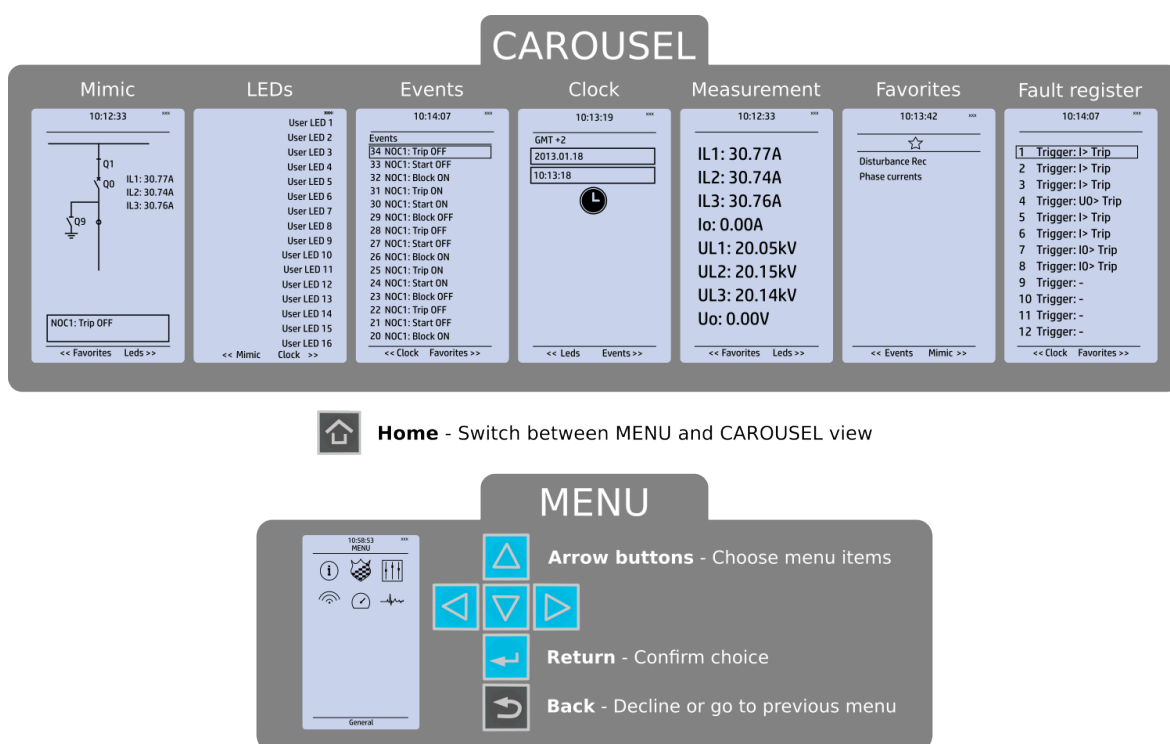 CAROUSEL
Mimic
10:12:33 xxx
Q1
Q0
IL1: 30.77A
IL2: 30.74A
IL3: 30.76A
Q9
NOC1: Trip OFF
<< Favorites Leds >>
LEDs
xxx
User LED 1
User LED 2
User LED 3
User LED 4
User LED 5
User LED 6
User LED 7
User LED 8
User LED 9
User LED 10
User LED 11
User LED 12
User LED 13
User LED 14
User LED 15
User LED 16
<< Mimic Clock >>
Events
10:14:07 xxx
Events
34 NOC1: Trip OFF
33 NOC1: Start OFF
32 NOC1: Block ON
31 NOC1: Trip ON
30 NOC1: Start ON
29 NOC1: Block OFF
28 NOC1: Trip OFF
27 NOC1: Start OFF
26 NOC1: Block ON
25 NOC1: Trip ON
24 NOC1: Start ON
23 NOC1: Block OFF
22 NOC1: Trip OFF
21 NOC1: Start OFF
20 NOC1: Block ON
<< Clock Favorites >>
Clock
10:13:19 xxx
GMT +2
2013.01.18
10:13:18
<< Leds Events >>
Measurement
10:12:33 xxx
IL1: 30.77A
IL2: 30.74A
IL3: 30.76A
Io: 0.00A
UL1: 20.05kV
UL2: 20.15kV
UL3: 20.14kV
Uo: 0.00V
<< Favorites Leds >>
Favorites
10:13:42 xxx
Disturbance Rec
Phase currents
<< Events Mimic >>
Fault register
10:14:07 xxx
1 Trigger: I> Trip
2 Trigger: I> Trip
3 Trigger: I> Trip
4 Trigger: U0> Trip
5 Trigger: I> Trip
6 Trigger: I> Trip
7 Trigger: I0> Trip
8 Trigger: I0> Trip
9 Trigger: -
10 Trigger: -
11 Trigger: -
12 Trigger: -
<< Clock Favorites >>
Home - Switch between MENU and CAROUSEL view
MENU
10:58:53 xxx
MENU
General
Arrow buttons - Choose menu items
Return - Confirm choice
Back - Decline or go to previous menu